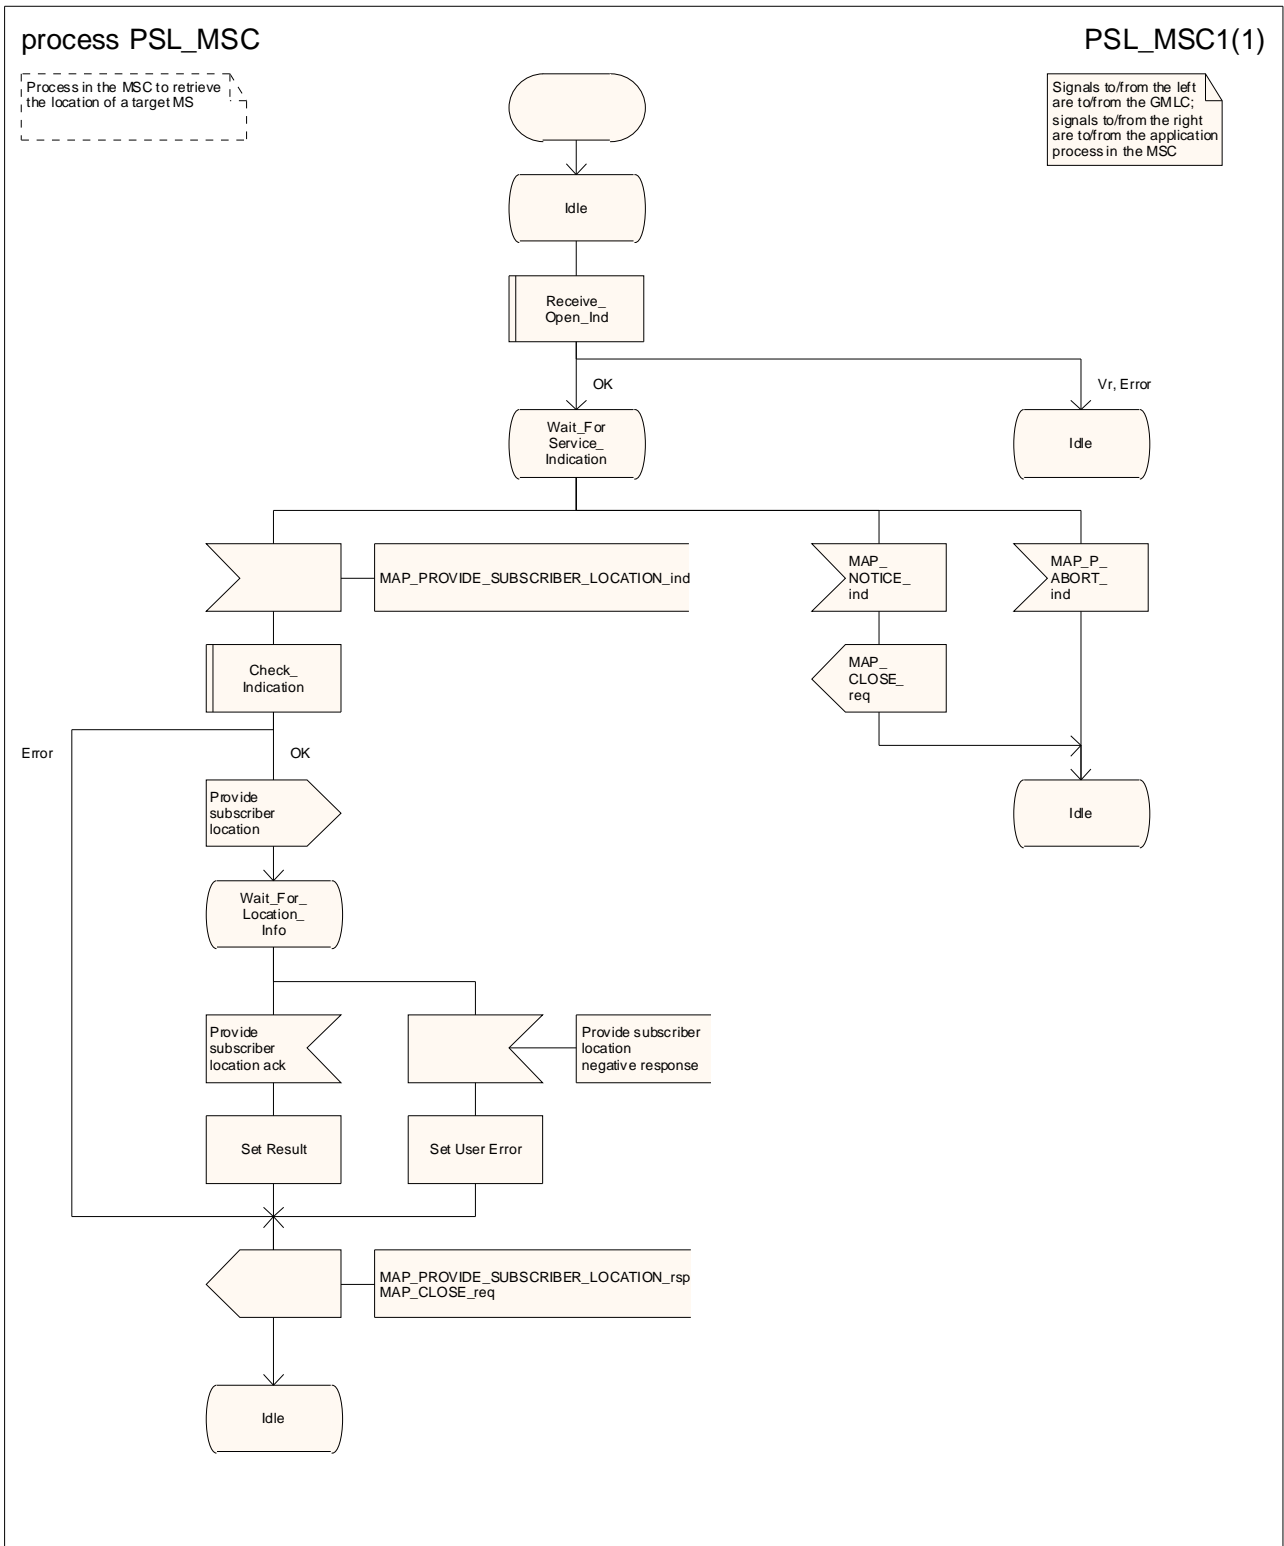 process PSL_MSC
PSL_MSC1(1)
Process in the MSC to retrieve
the location of a target MS
Signals to/from the left
are to/from the GMLC;
signals to/from the right
are to/from the application
process in the MSC
Idle
Receive_
Open_Ind
OK
Vr, Error
Wait_For
Service_
Indication
Idle
MAP_PROVIDE_SUBSCRIBER_LOCATION_ind
MAP_
NOTICE_
ind
MAP_P_
ABORT_
ind
Check_
Indication
MAP_
CLOSE_
req
Error
OK
Provide
subscriber
location
Idle
Wait_For_
Location_
Info
Provide
subscriber
location ack
Provide subscriber
location
negative response
Set Result
Set User Error
MAP_PROVIDE_SUBSCRIBER_LOCATION_rsp
MAP_CLOSE_req
Idle